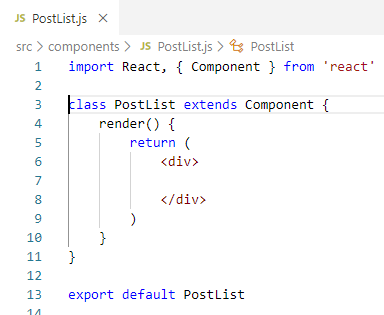 JS PostList.js ×
src > components > JS PostList.js > PostList
1 import React, { Component } from 'react'
2
3 class PostList extends Component {
4     render() {
5         return (
6             <div>
7
8             </div>
9         )
10     }
11 }
12
13 export default PostList
14